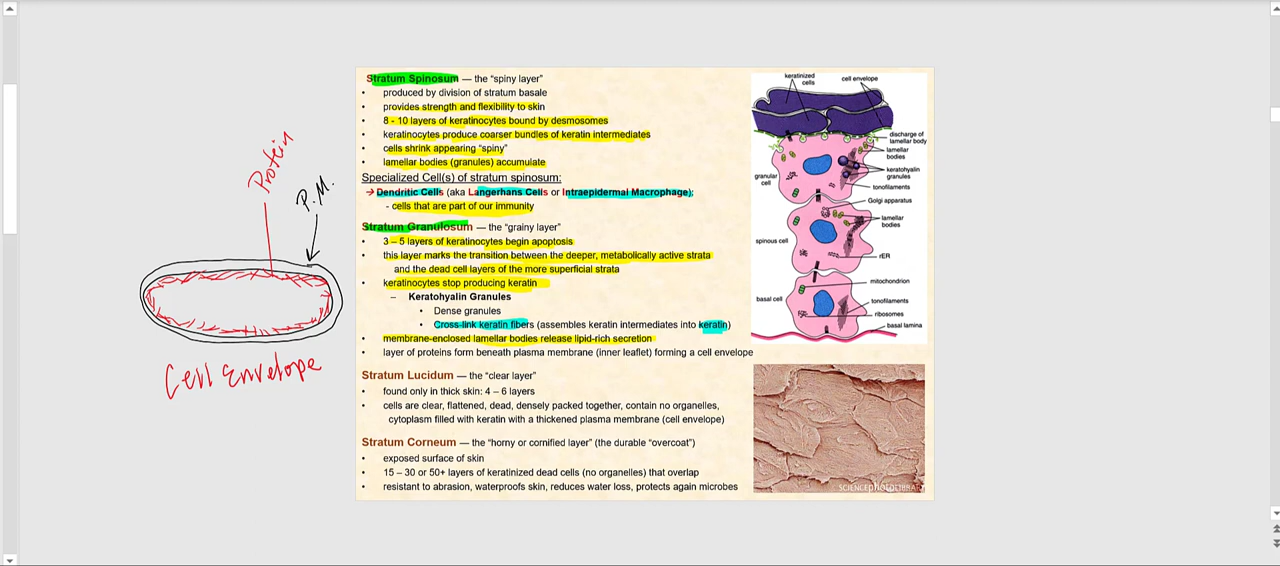 Stratum Spinosum — the “spiny layer”
• produced by division of stratum basale
• provides strength and flexibility to skin
• 8 - 10 layers of keratinocytes bound by desmosomes
• keratinocytes produce coarser bundles of keratin intermediates
• cells shrink appearing “spiny”
• lamellar bodies (granules) accumulate
Specialized Cell(s) of stratum spinosum:
→ Dendritic Cells (aka Langerhans Cells or Intraepidermal Macrophage);
- cells that are part of our immunity
Stratum Granulosum — the “grainy layer”
• 3 – 5 layers of keratinocytes begin apoptosis
• this layer marks the transition between the deeper, metabolically active strata
and the dead cell layers of the more superficial strata
• keratinocytes stop producing keratin
– Keratohyalin Granules
• Dense granules
• Cross-link keratin fibers (assembles keratin intermediates into keratin)
• membrane-enclosed lamellar bodies release lipid-rich secretion
• layer of proteins form beneath plasma membrane (inner leaflet) forming a cell envelope
Stratum Lucidum — the “clear layer”
• found only in thick skin: 4 – 6 layers
• cells are clear, flattened, dead, densely packed together, contain no organelles,
cytoplasm filled with keratin with a thickened plasma membrane (cell envelope)
Stratum Corneum — the “horny or cornified layer” (the durable “overcoat”)
• exposed surface of skin
• 15 – 30 or 50+ layers of keratinized dead cells (no organelles) that overlap
• resistant to abrasion, waterproofs skin, reduces water loss, protects again microbes
Protein
P.M.
Cell Envelope
keratinized
cells
cell envelope
discharge of
lamellar body
lamellar
bodies
keratohyalin
granules
granular
cell
tonofilaments
Golgi apparatus
lamellar
bodies
spinous cell
rER
mitochondrion
basal cell
tonofilaments
ribosomes
basal lamina
SCIENCEPHOTOLIBRARY